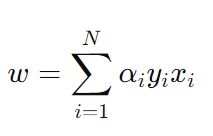 w = \sum_{i=1}^{N} \alpha_i y_i x_i